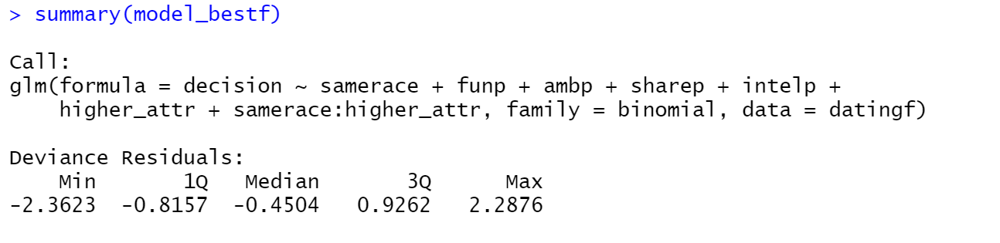 > summary(model_bestf)
Call:
glm(formula = decision ~ samerace + funp + ambp + sharep + intelp +
    higher_attr + samerace:higher_attr, family = binomial, data = datingf)
Deviance Residuals:
    Min       1Q   Median       3Q      Max
-2.3623  -0.8157  -0.4504   0.9262   2.2876